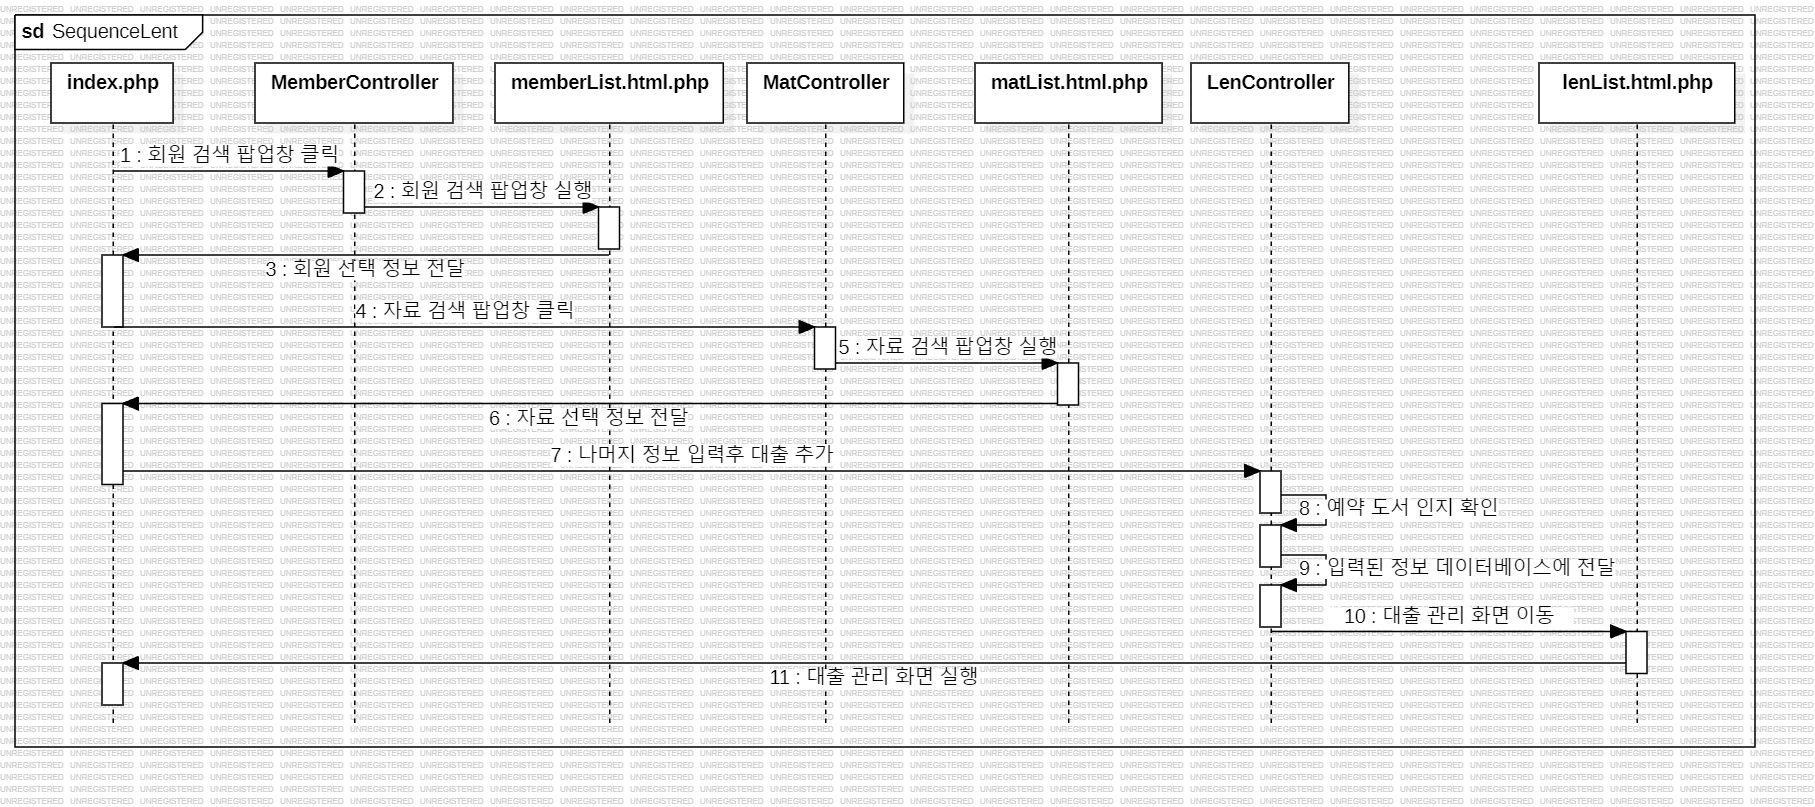 sd SequenceLent
index.php
MemberController
memberList.html.php
MatController
matList.html.php
LenController
lenList.html.php
1 : 회원 검색 팝업창 클릭
2 : 회원 검색 팝업창 실행
3 : 회원 선택 정보 전달
4 : 자료 검색 팝업창 클릭
5 : 자료 검색 팝업창 실행
6 : 자료 선택 정보 전달
7 : 나머지 정보 입력후 대출 추가
8 : 예약 도서 인지 확인
9 : 입력된 정보 데이터베이스에 전달
10 : 대출 관리 화면 이동
11 : 대출 관리 화면 실행
UNREGISTERED